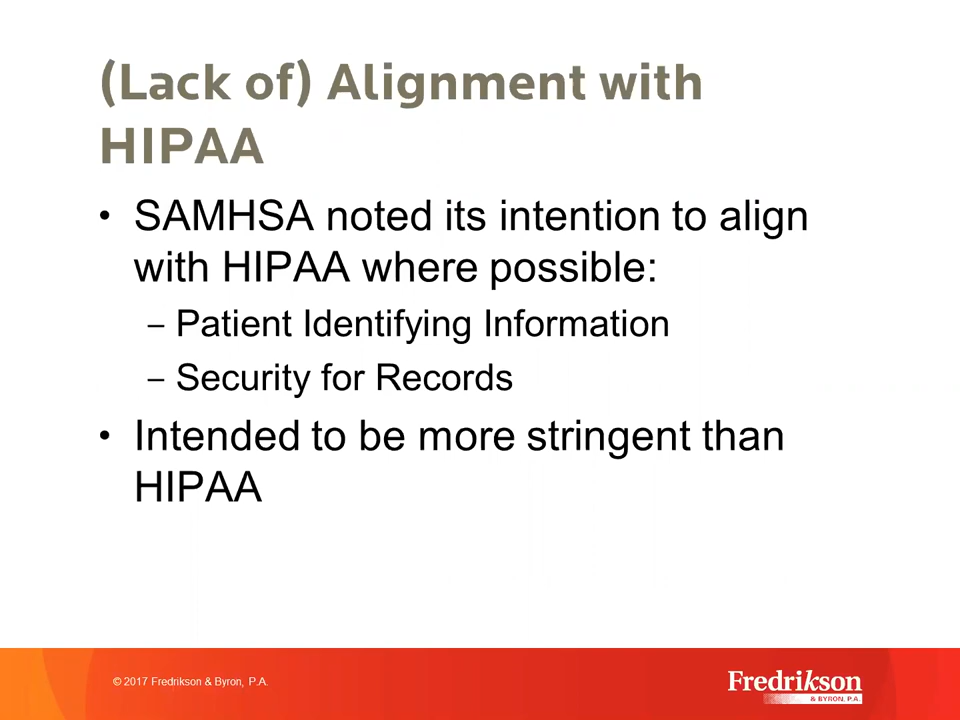 (Lack of) Alignment with
HIPAA
• SAMHSA noted its intention to align
with HIPAA where possible:
– Patient Identifying Information
– Security for Records
• Intended to be more stringent than
HIPAA
© 2017 Fredrikson & Byron, P.A.
Fredrikson
& BYRON, P.A.